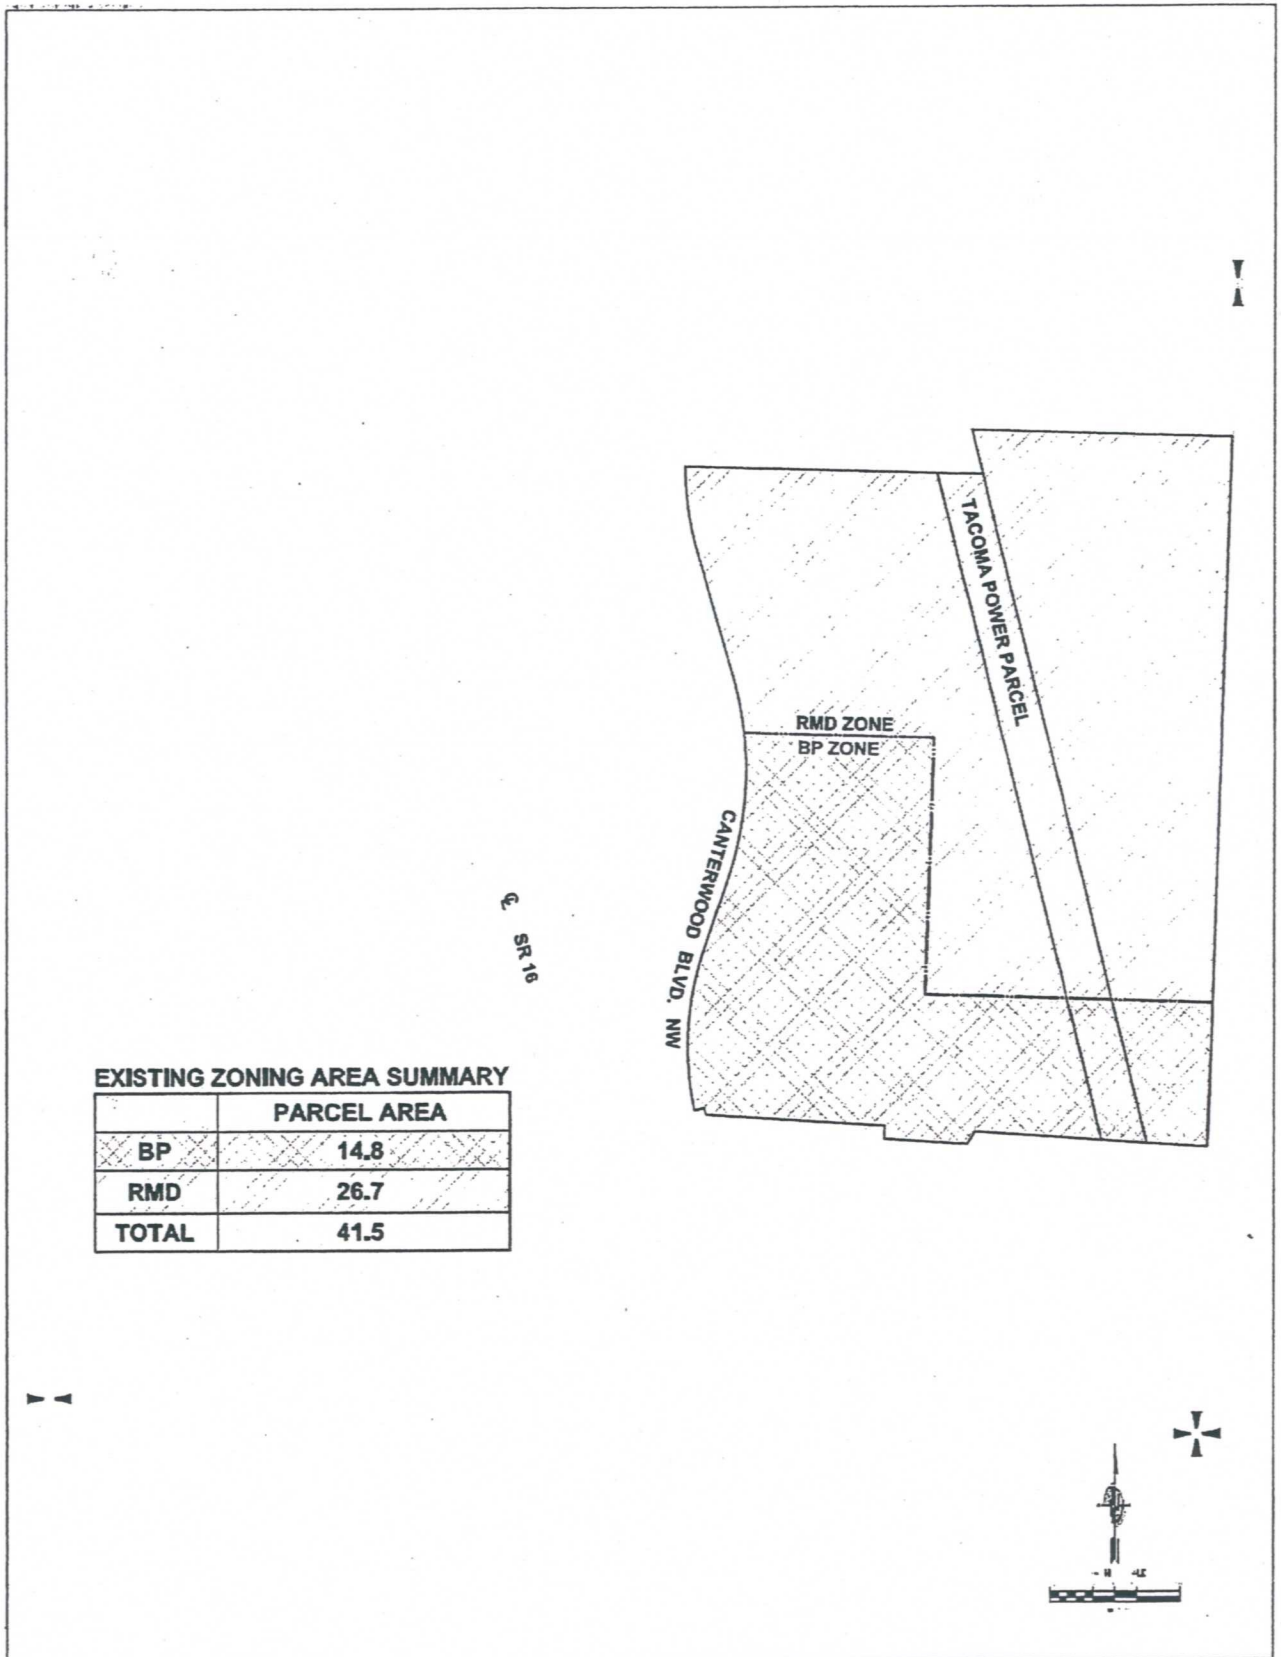 TACOMA POWER PARCEL
RMD ZONE
BP ZONE
CANTERWOOD BLVD. NW
℄ SR 16
EXISTING ZONING AREA SUMMARY
PARCEL AREA
BP 14.8
RMD 26.7
TOTAL 41.5